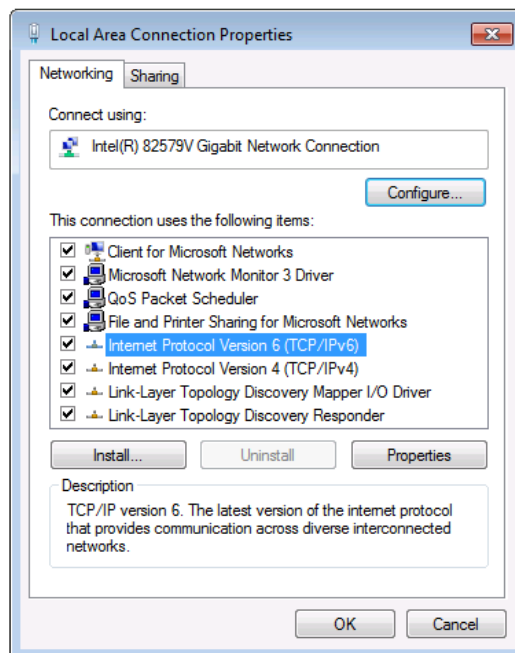 Local Area Connection Properties
Networking
Sharing
Connect using:
Intel(R) 82579V Gigabit Network Connection
Configure...
This connection uses the following items:
Client for Microsoft Networks
Microsoft Network Monitor 3 Driver
QoS Packet Scheduler
File and Printer Sharing for Microsoft Networks
Internet Protocol Version 6 (TCP/IPv6)
Internet Protocol Version 4 (TCP/IPv4)
Link-Layer Topology Discovery Mapper I/O Driver
Link-Layer Topology Discovery Responder
Install...
Uninstall
Properties
Description
TCP/IP version 6. The latest version of the internet protocol
that provides communication across diverse interconnected
networks.
OK
Cancel